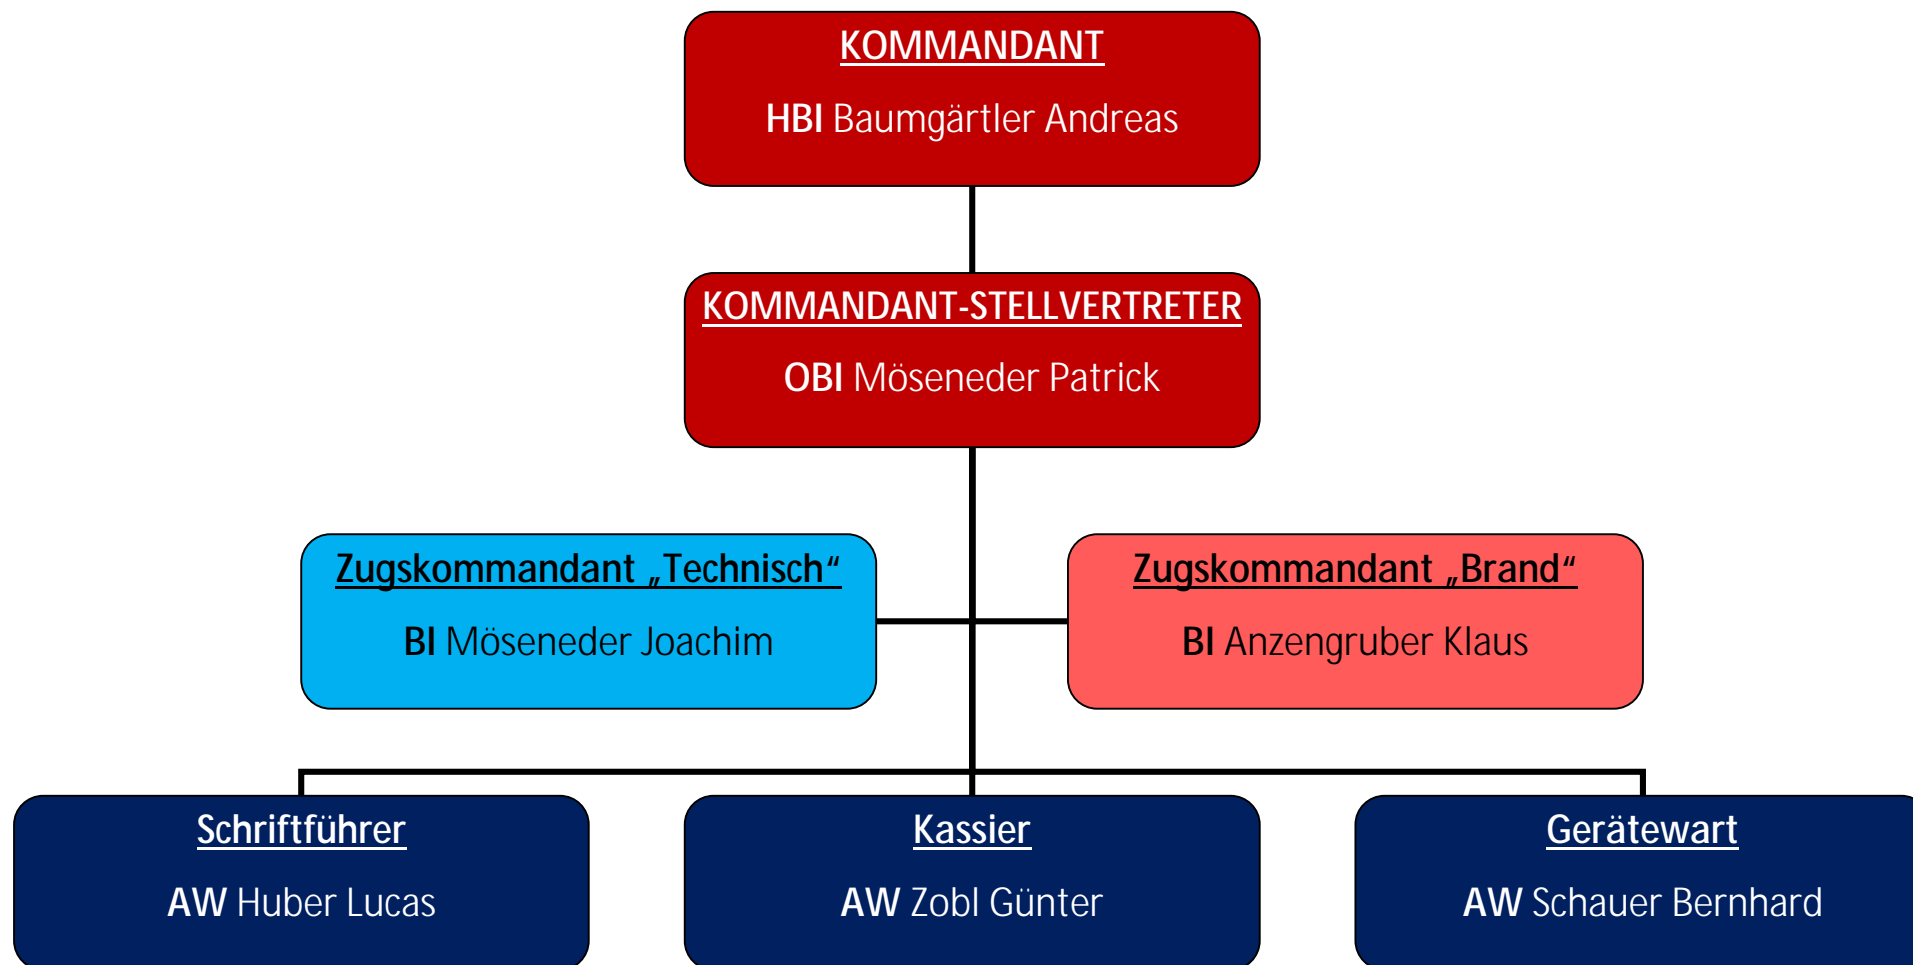 KOMMANDANT
HBI Baumgärtler Andreas
KOMMANDANT-STELLVERTRETER
OBI Möseneder Patrick
Zugskommandant „Technisch“
BI Möseneder Joachim
Zugskommandant „Brand“
BI Anzengruber Klaus
Schriftführer
AW Huber Lucas
Kassier
AW Zobl Günter
Gerätewart
AW Schauer Bernhard